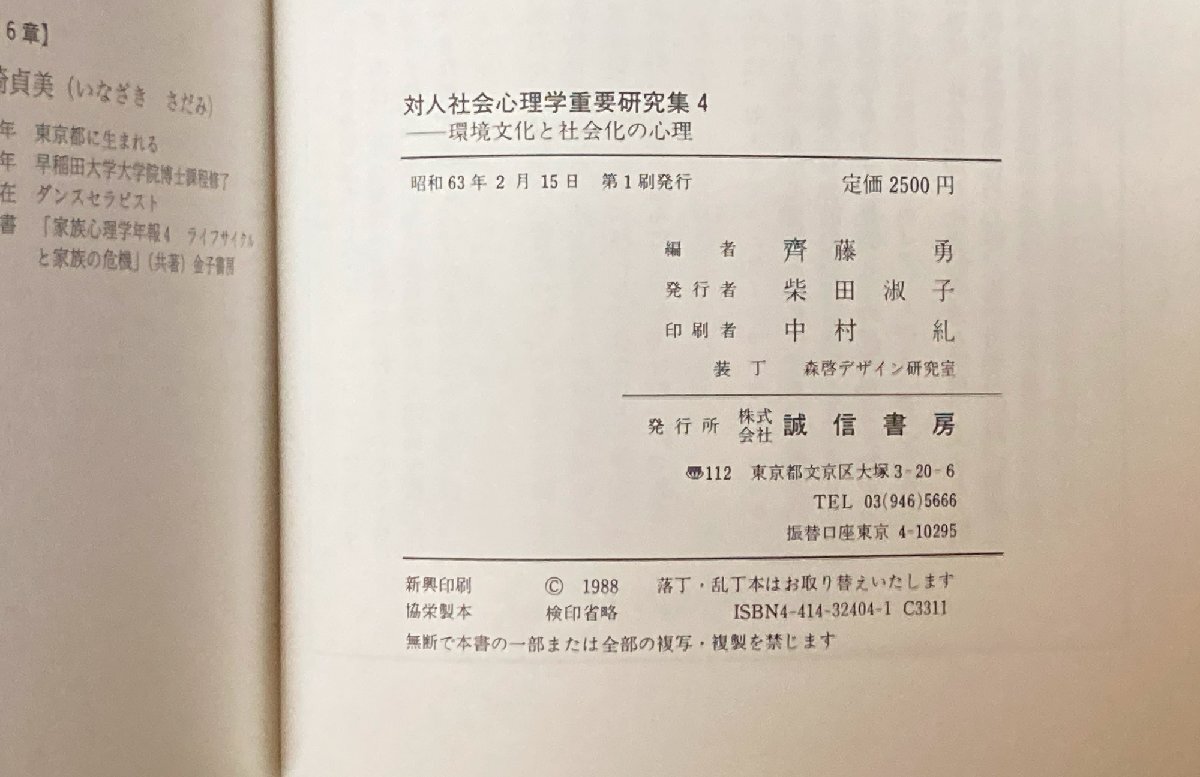 6章】
崎貞美（いなざき さだみ）
年 東京都に生まれる
年 早稲田大学大学院博士課程修了
在 ダンスセラピスト
書 「家族心理学年報4 ライフサイクル
と家族の危機」（共著）金子書房
対人社会心理学重要研究集 4
――環境文化と社会化の心理
昭和63年2月15日 第1刷発行 定価 2500円
編者 齊藤勇
発行者 柴田淑子
印刷者 中村糺
装丁 森啓デザイン研究室
発行所 株式会社 誠信書房
〠112 東京都文京区大塚3-20-6
TEL 03(946)5666
振替口座東京 4-10295
新興印刷 © 1988 落丁・乱丁本はお取り替えいたします
協栄製本 検印省略 ISBN4-414-32404-1 C3311
無断で本書の一部または全部の複写・複製を禁じます